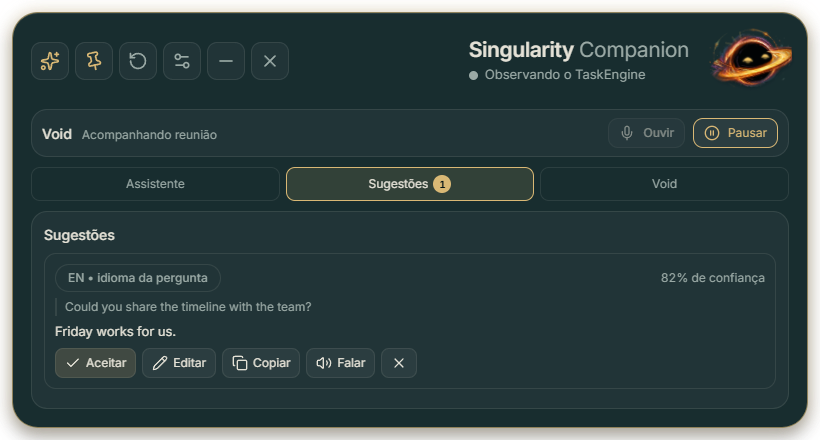 Singularity Companion
Observando o TaskEngine
Void Acompanhando reunião
Ouvir
Pausar
Assistente
Sugestões 1
Void
Sugestões
EN • idioma da pergunta
82% de confiança
Could you share the timeline with the team?
Friday works for us.
Aceitar
Editar
Copiar
Falar